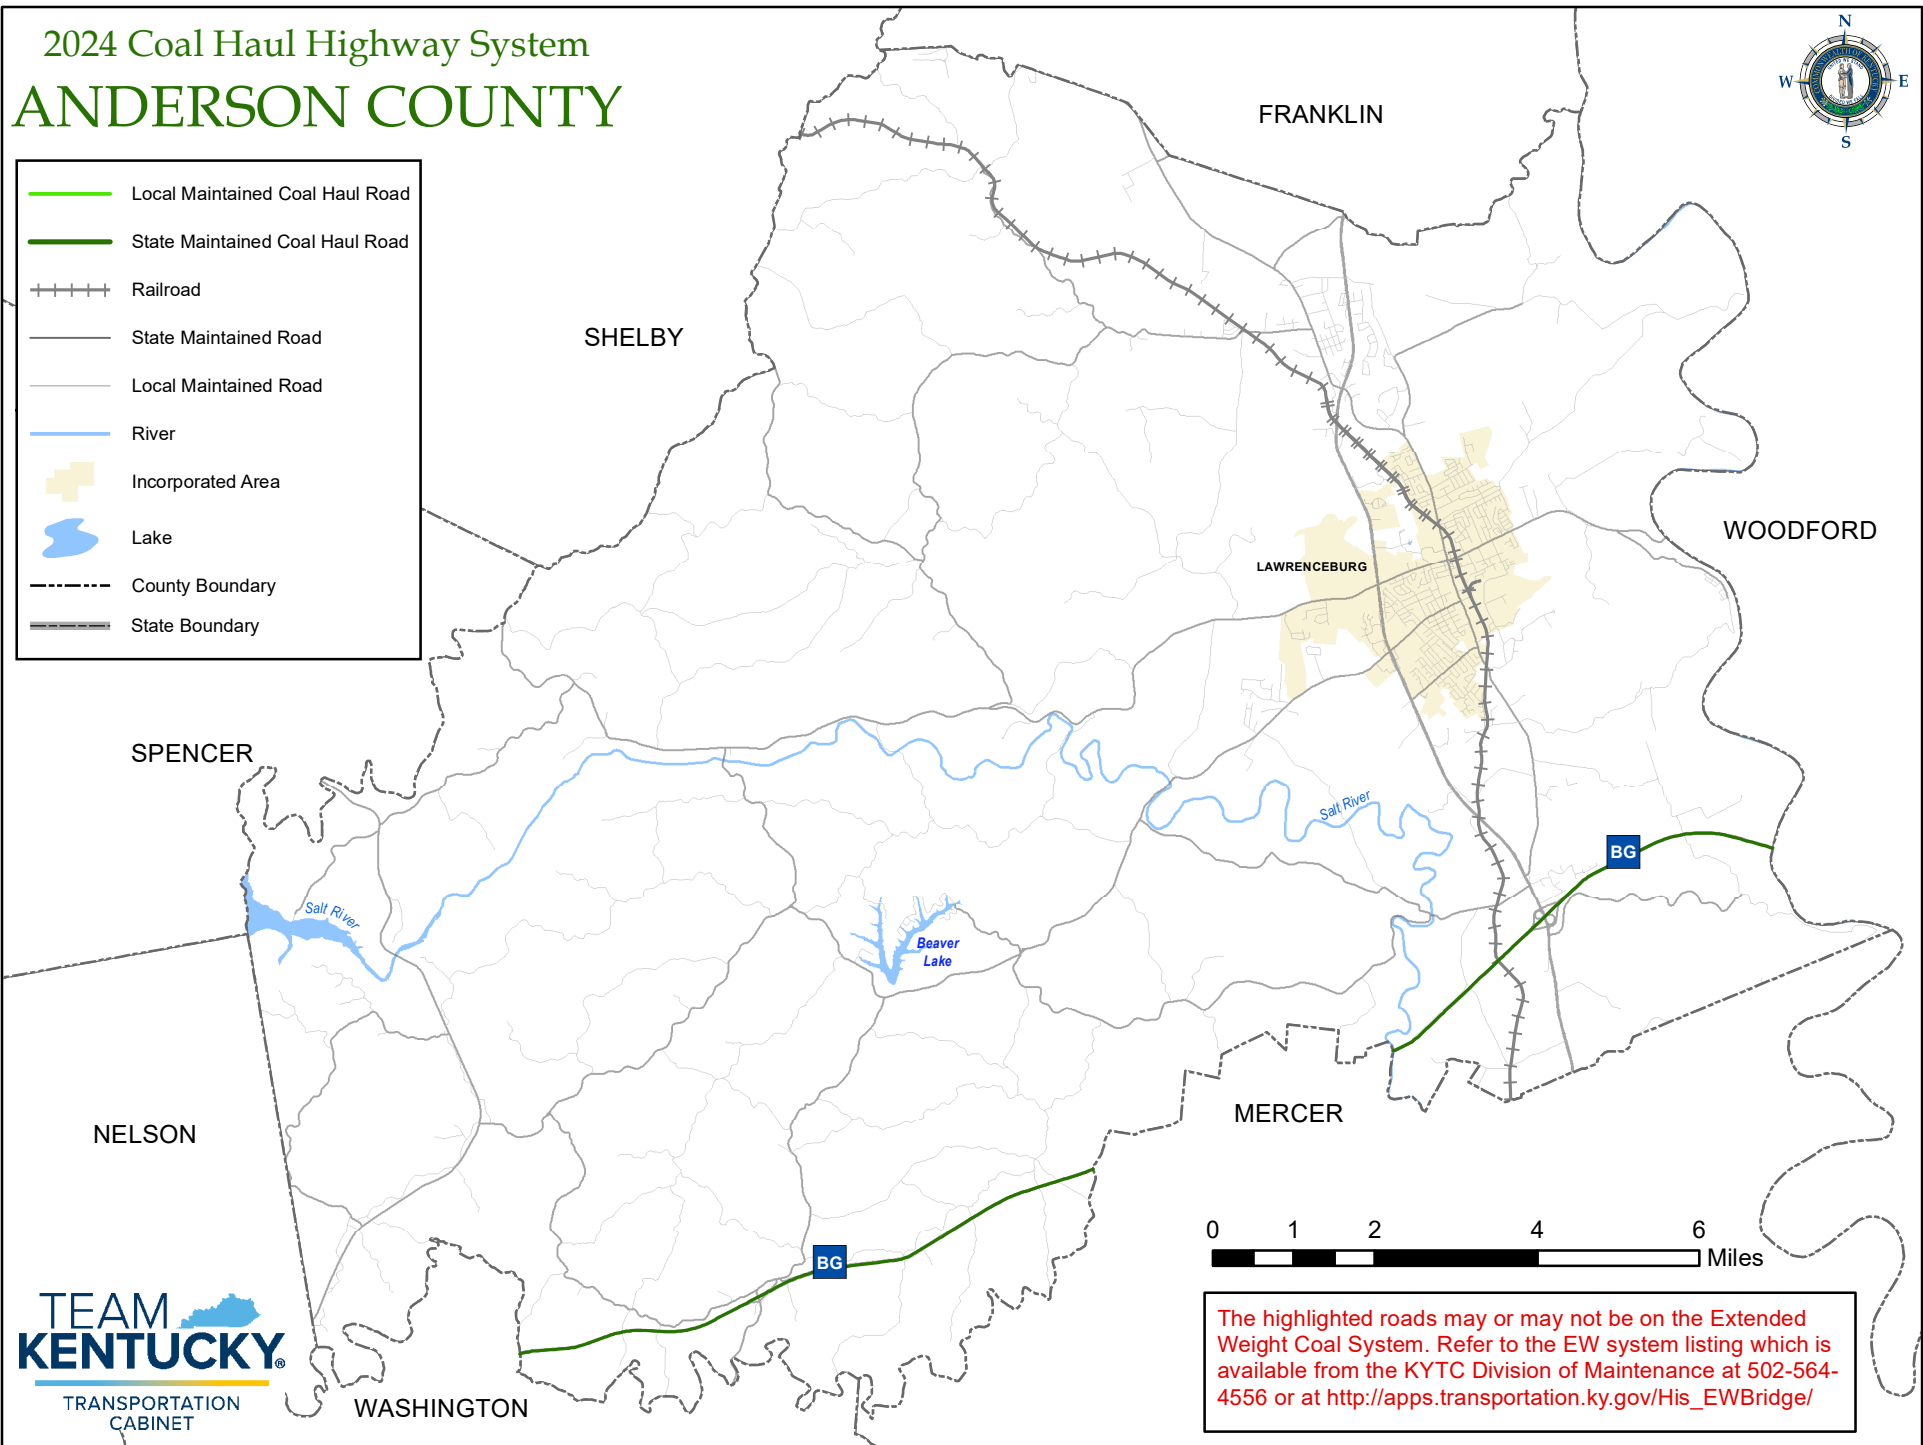 2024 Coal Haul Highway System
ANDERSON COUNTY
N
W
E
S
Local Maintained Coal Haul Road
State Maintained Coal Haul Road
Railroad
State Maintained Road
Local Maintained Road
River
Incorporated Area
Lake
County Boundary
State Boundary
FRANKLIN
SHELBY
WOODFORD
LAWRENCEBURG
SPENCER
Salt River
BG
Salt River
Beaver
Lake
NELSON
MERCER
BG
WASHINGTON
0 1 2 4 6
Miles
The highlighted roads may or may not be on the Extended
Weight Coal System. Refer to the EW system listing which is
available from the KYTC Division of Maintenance at 502-564-
4556 or at http://apps.transportation.ky.gov/His_EWBridge/
TEAM
KENTUCKY®
TRANSPORTATION
CABINET